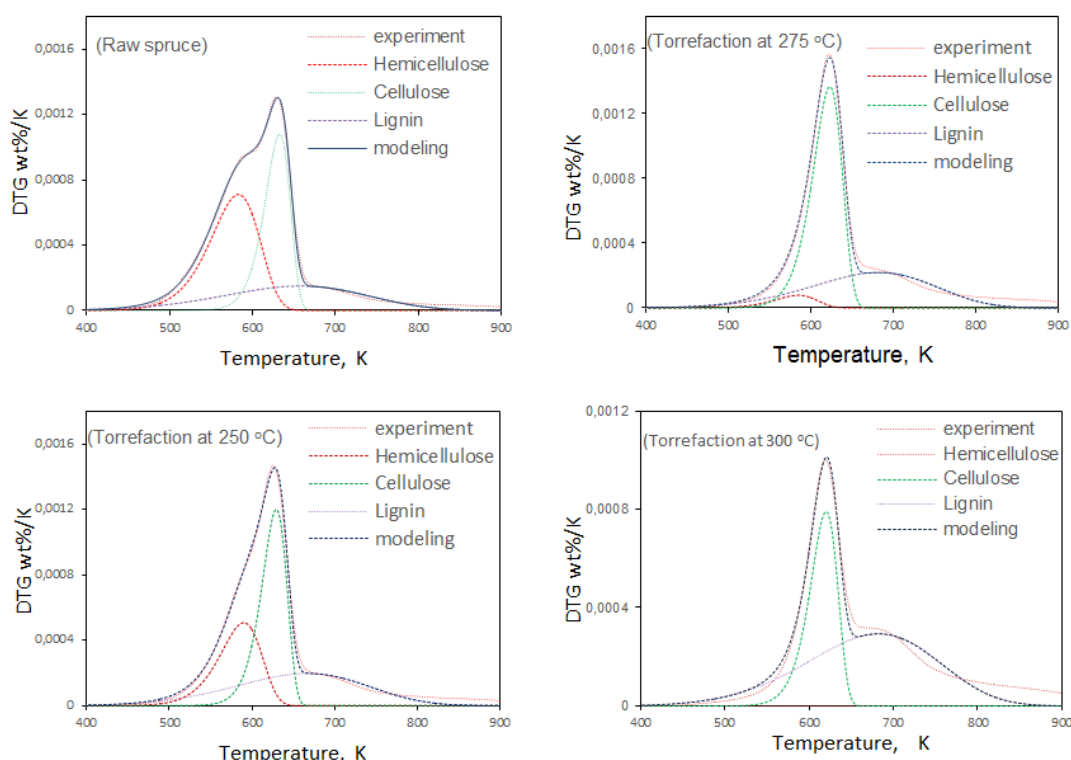 0,0016
(Raw spruce)
experiment
Hemicellulose
Cellulose
Lignin
modeling
0,0012
0,0008
0,0004
0
DTG wt%/K
400
500
600
700
800
900
Temperature, K
0,0016
(Torrefaction at 275 °C)
experiment
Hemicellulose
Cellulose
Lignin
modeling
0,0012
0,0008
0,0004
0
DTG wt%/K
400
500
600
700
800
900
Temperature, K
0,0016
(Torrefaction at 250 °C)
experiment
Hemicellulose
Cellulose
Lignin
modeling
0,0012
0,0008
0,0004
0
DTG wt%/K
400
500
600
700
800
900
Temperature, K
0,0012
(Torrefaction at 300 °C)
experiment
Hemicellulose
Cellulose
Lignin
modeling
0,0008
0,0004
0
DTG wt%/K
400
500
600
700
800
900
Temperature, K